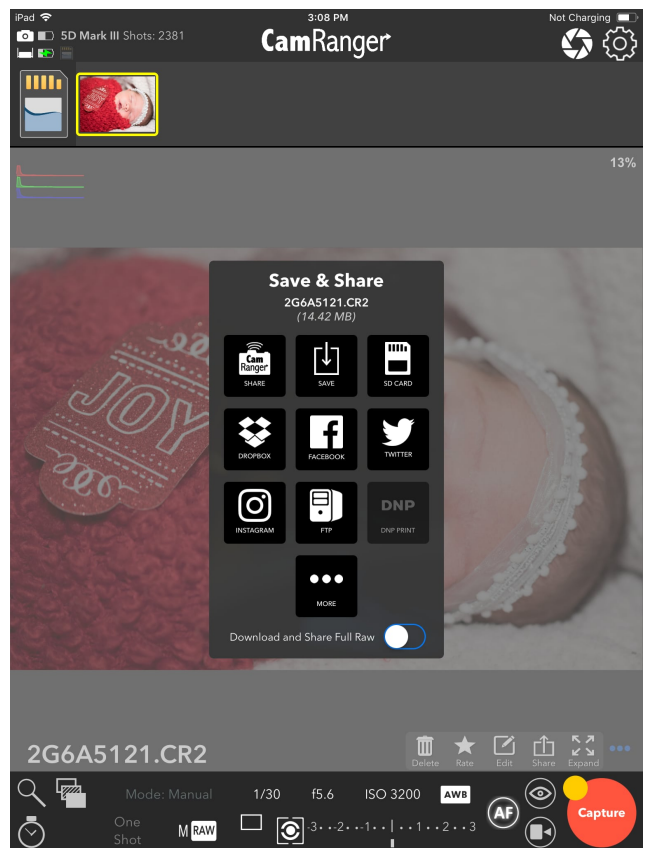 iPad 3:08 PM Not Charging
5D Mark III Shots: 2381
CamRanger
13%
Save & Share
2G6A5121.CR2
(14.42 MB)
Cam
Ranger
SHARE SAVE SD CARD
DROPBOX FACEBOOK TWITTER
DNP
INSTAGRAM FTP DNP PRINT
MORE
Download and Share Full Raw
JOY
2G6A5121.CR2
Delete Rate Edit Share Expand
Mode: Manual 1/30 f5.6 ISO 3200 AWB
AF
Capture
One
Shot
M RAW
-3··-2··-1··|··1··2··3